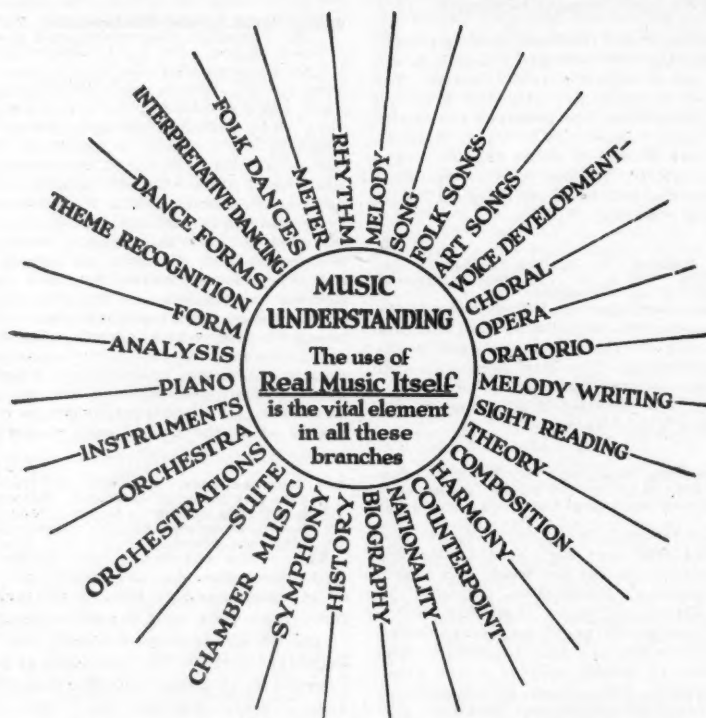 MUSIC
UNDERSTANDING
The use of
Real Music Itself
is the vital element
in all these
branches
RHYTHM
MELODY
SONG
FOLK SONGS
ART SONGS
VOICE DEVELOPMENT
CHORAL
OPERA
ORATORIO
MELODY WRITING
SIGHT READING
THEORY
COMPOSITION
HARMONY
COUNTERPOINT
NATIONALITY
BIOGRAPHY
HISTORY
SYMPHONY
CHAMBER MUSIC
SUITE
ORCHESTRATIONS
ORCHESTRA
INSTRUMENTS
PIANO
ANALYSIS
FORM
THEME RECOGNITION
DANCE FORMS
INTERPRETATIVE DANCING
FOLK DANCES
METER